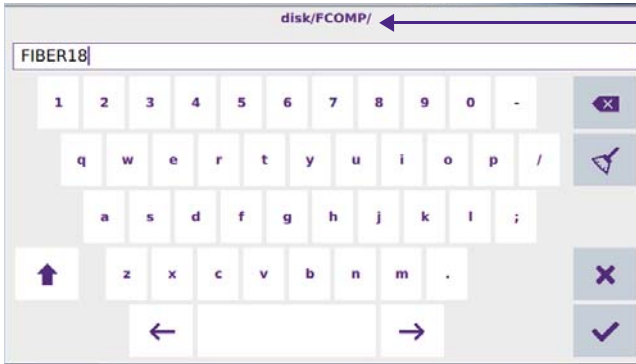 disk/FCOMP/
FIBER18
1 2 3 4 5 6 7 8 9 0 -
q w e r t y u i o p /
a s d f g h j k l ;
z x c v b n m .